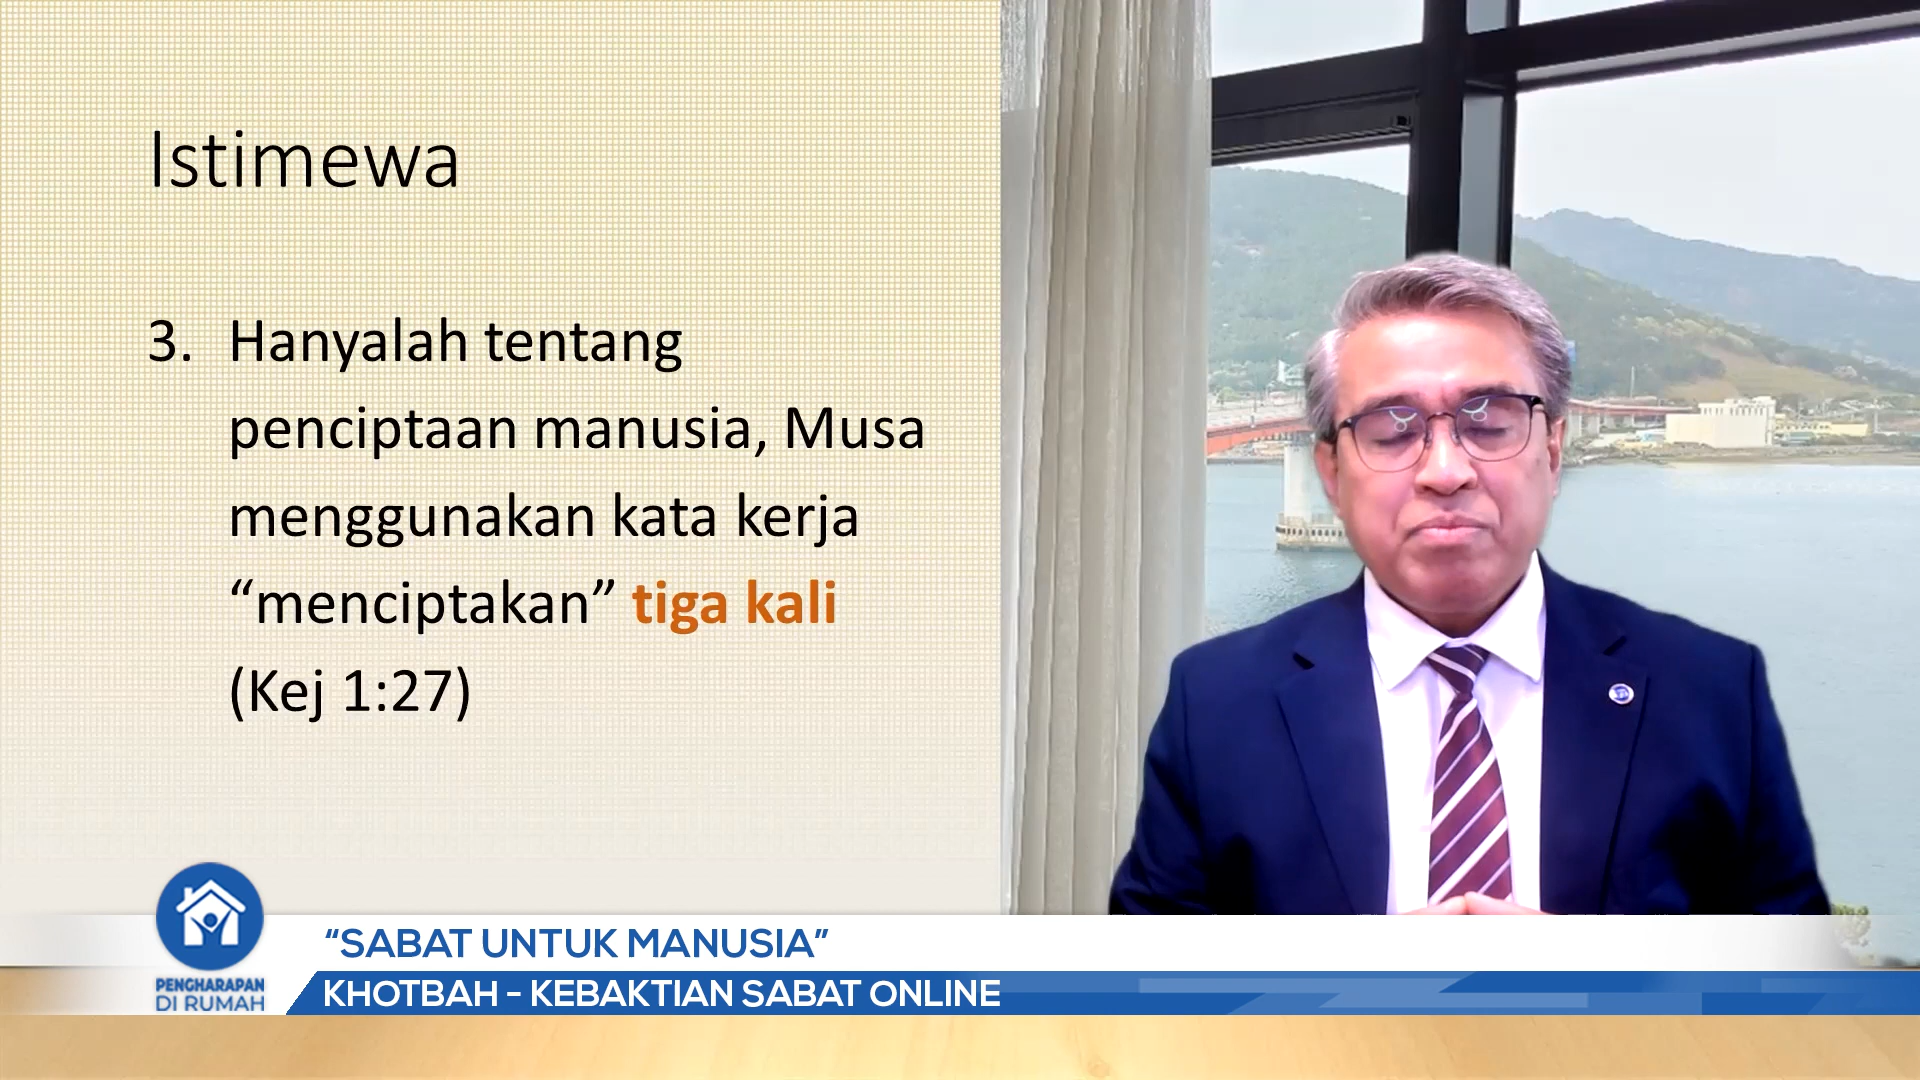 Istimewa
3. Hanyalah tentang
penciptaan manusia, Musa
menggunakan kata kerja
“menciptakan” tiga kali
(Kej 1:27)
“SABAT UNTUK MANUSIA”
KHOTBAH - KEBAKTIAN SABAT ONLINE
PENGHARAPAN
DI RUMAH